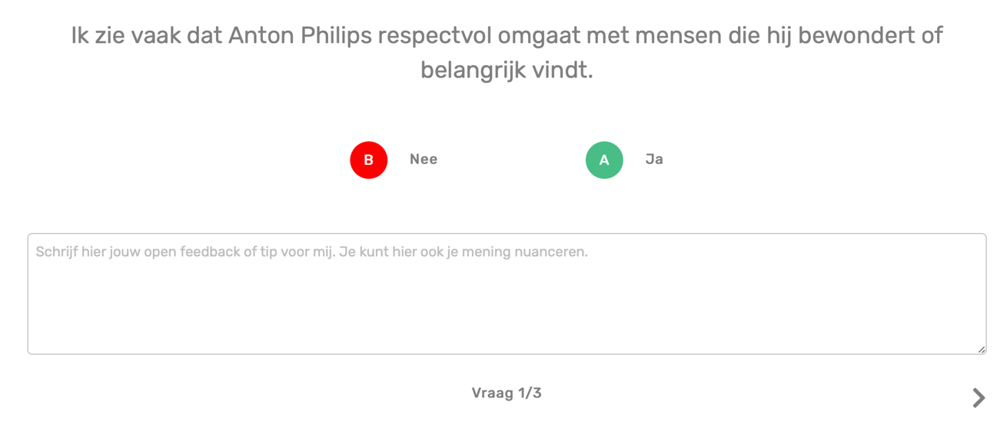 Ik zie vaak dat Anton Philips respectvol omgaat met mensen die hij bewondert of
belangrijk vindt.
B Nee A Ja
Schrijf hier jouw open feedback of tip voor mij. Je kunt hier ook je mening nuanceren.
Vraag 1/3